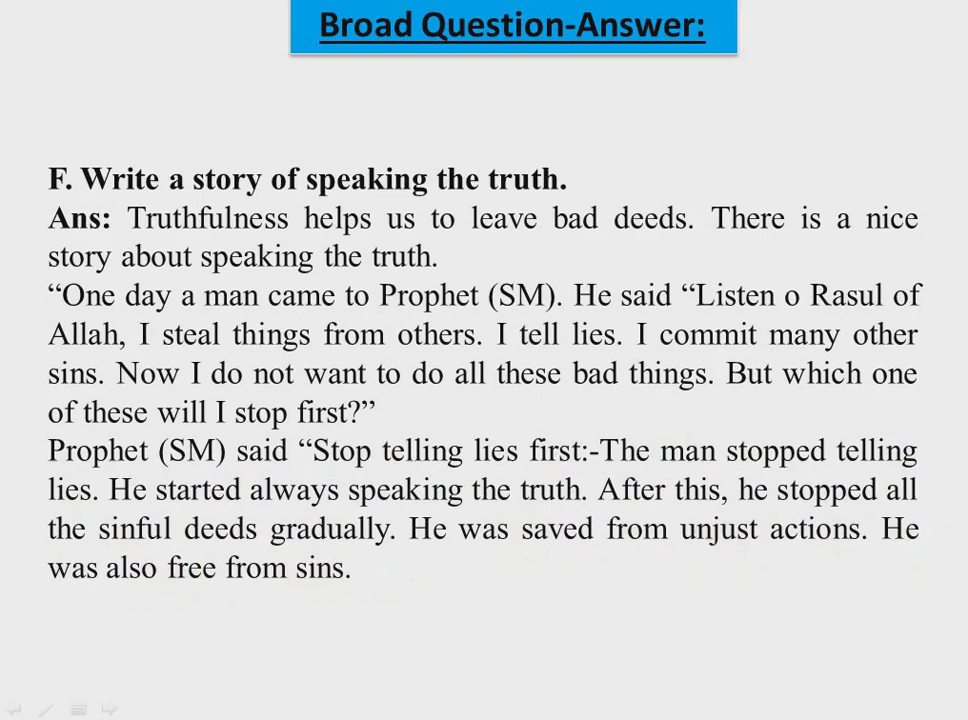 Broad Question-Answer:
F. Write a story of speaking the truth.
Ans: Truthfulness helps us to leave bad deeds. There is a nice
story about speaking the truth.
“One day a man came to Prophet (SM). He said “Listen o Rasul of
Allah, I steal things from others. I tell lies. I commit many other
sins. Now I do not want to do all these bad things. But which one
of these will I stop first?”
Prophet (SM) said “Stop telling lies first:-The man stopped telling
lies. He started always speaking the truth. After this, he stopped all
the sinful deeds gradually. He was saved from unjust actions. He
was also free from sins.